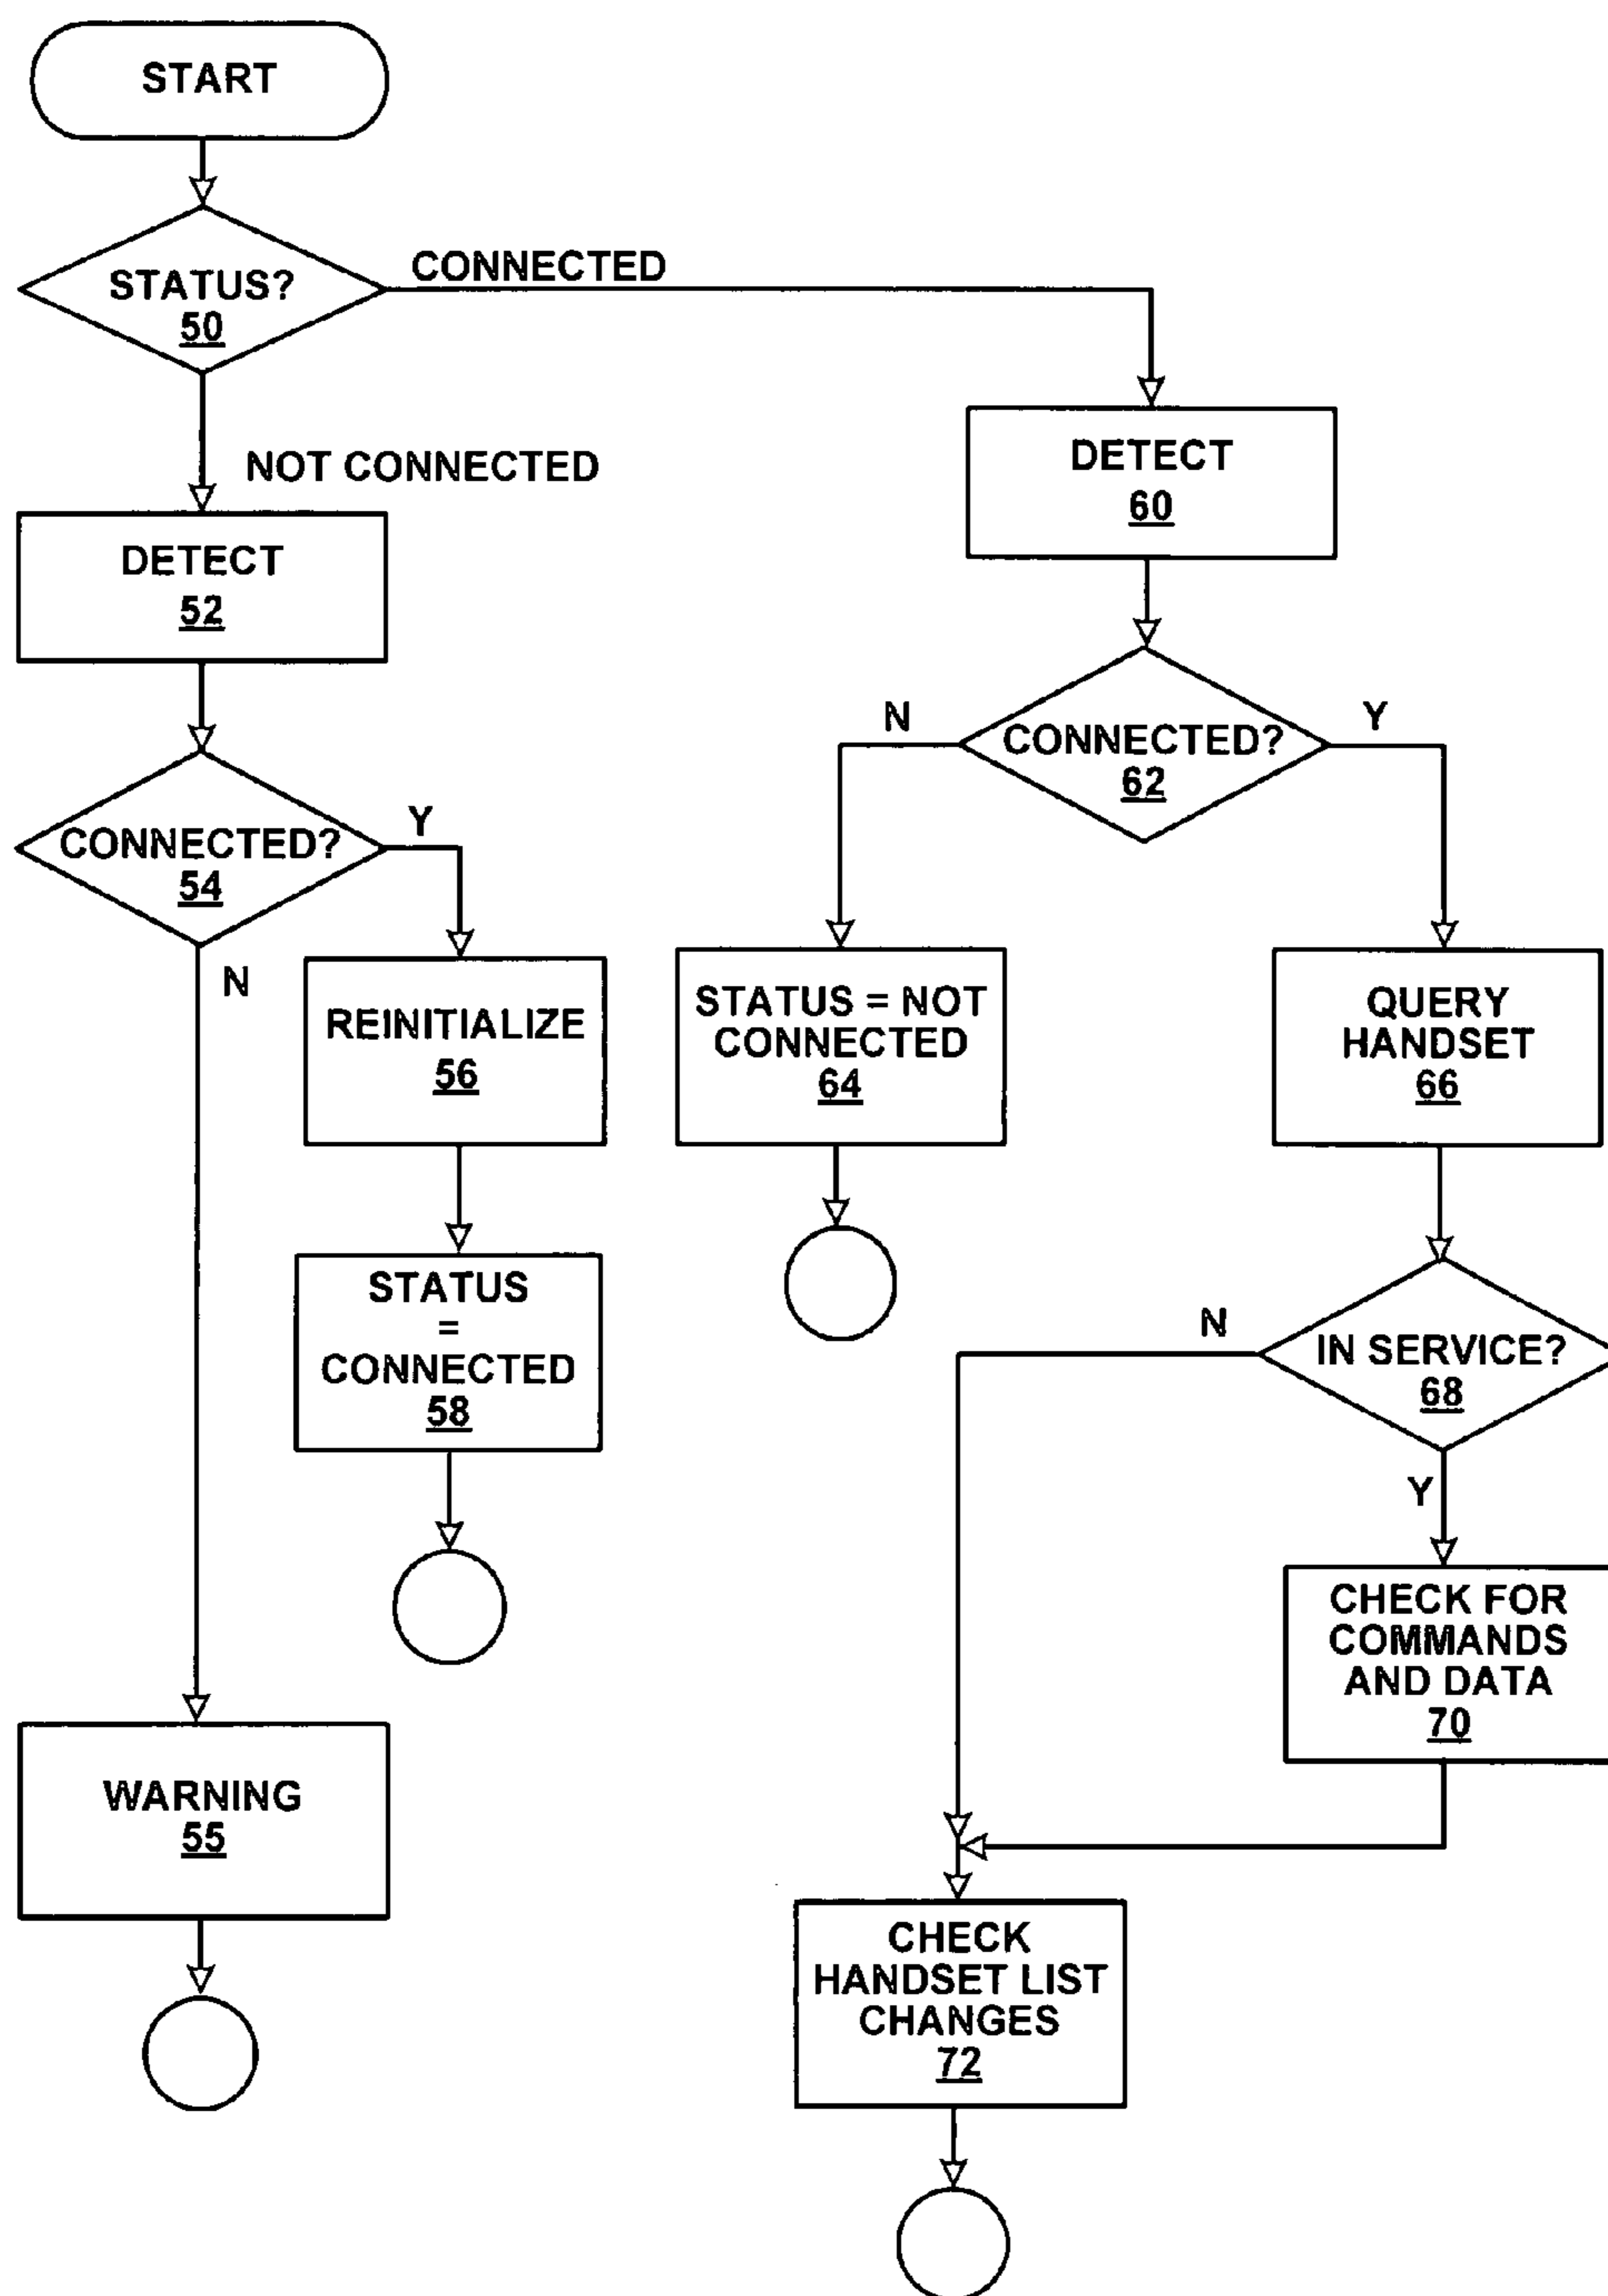 START
STATUS?
50
CONNECTED
NOT CONNECTED
DETECT
52
CONNECTED?
54
Y
N
REINITIALIZE
56
STATUS
=
CONNECTED
58
WARNING
55
DETECT
60
CONNECTED?
62
N
Y
STATUS = NOT
CONNECTED
64
QUERY
HANDSET
66
IN SERVICE?
68
N
Y
CHECK FOR
COMMANDS
AND DATA
70
CHECK
HANDSET LIST
CHANGES
72